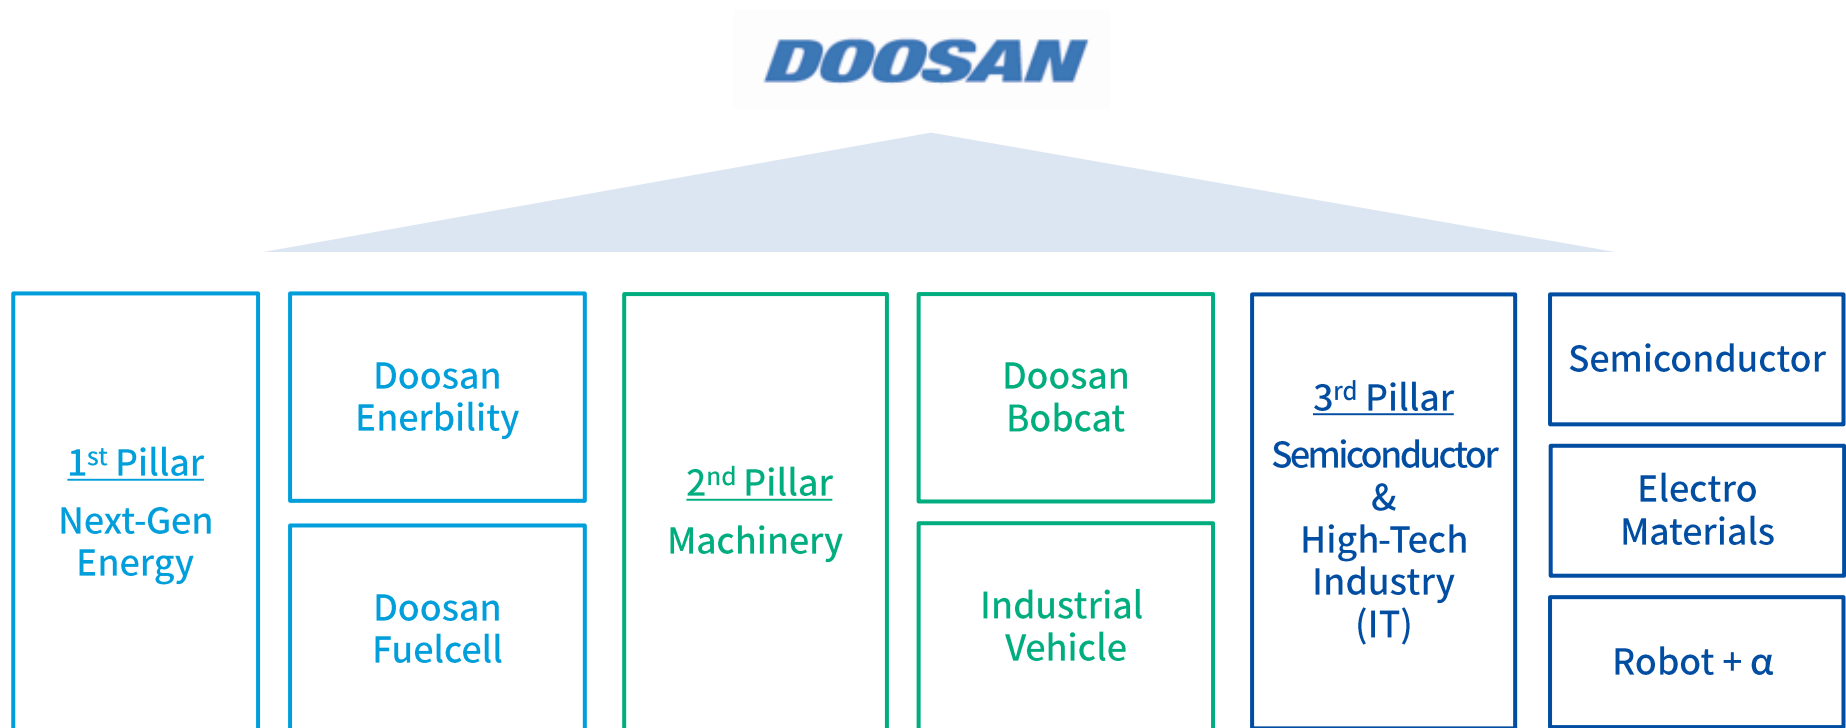 DOOSAN
1st Pillar
Next-Gen
Energy
Doosan
Enerbility
Doosan
Fuelcell
2nd Pillar
Machinery
Doosan
Bobcat
Industrial
Vehicle
3rd Pillar
Semiconductor
&
High-Tech
Industry
(IT)
Semiconductor
Electro
Materials
Robot + α